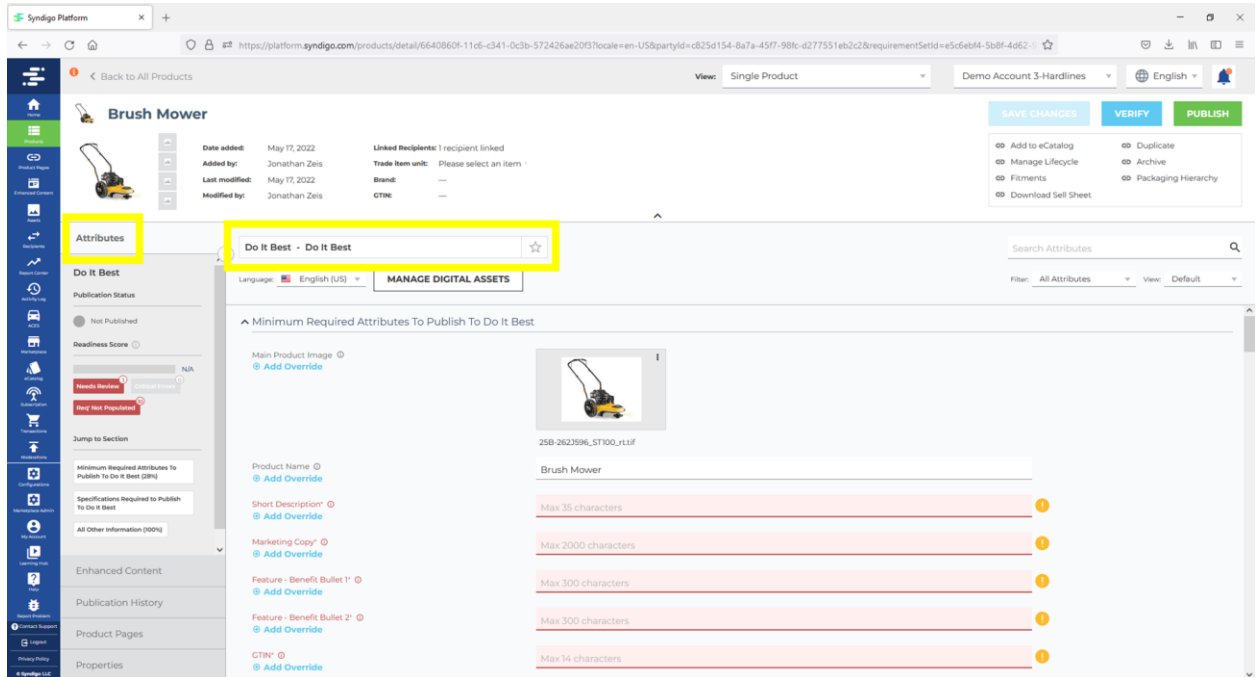 Syndigo Platform
https://platform.syndigo.com/products/detail/6640860f-11c6-c341-0c3b-572426ae20f3?locale=en-US&partyId=c825d154-8a7a-45f7-98fc-d277551eb2c2&requirementSetId=e5c6ebf4-5b8f-4d62-
Back to All Products
View: Single Product
Demo Account 3-Hardlines
English
Brush Mower
SAVE CHANGES
VERIFY
PUBLISH
Date added: May 17, 2022
Added by: Jonathan Zeis
Last modified: May 17, 2022
Modified by: Jonathan Zeis
Linked Recipients: 1 recipient linked
Trade item unit: Please select an item
Brand: —
GTIN: —
Add to eCatalog
Duplicate
Manage Lifecycle
Archive
Fitments
Packaging Hierarchy
Download Sell Sheet
Home
Products
Product Pages
Enhanced Content
Assets
Recipients
Report Center
Activity Log
ACES
Marketplace
eCatalog
Subscription
Transactions
Moderations
Configurations
Marketplace Admin
My Account
Learning Hub
Help
Report Problem
Contact Support
Logout
Privacy Policy
© Syndigo LLC
Attributes
Do It Best
Publication Status
Not Published
Readiness Score
N/A
Needs Review
Critical Errors
Req' Not Populated
Jump to Section
Minimum Required Attributes To
Publish To Do It Best (28%)
Specifications Required to Publish
To Do It Best
All Other Information (100%)
Enhanced Content
Publication History
Product Pages
Properties
Do It Best - Do It Best
Search Attributes
Language: English (US)
MANAGE DIGITAL ASSETS
Filter: All Attributes
View: Default
Minimum Required Attributes To Publish To Do It Best
Main Product Image
Add Override
25B-262J596_ST100_rt.tif
Product Name
Add Override
Brush Mower
Short Description*
Add Override
Max 35 characters
Marketing Copy*
Add Override
Max 2000 characters
Feature - Benefit Bullet 1*
Add Override
Max 300 characters
Feature - Benefit Bullet 2*
Add Override
Max 300 characters
GTIN*
Add Override
Max 14 characters